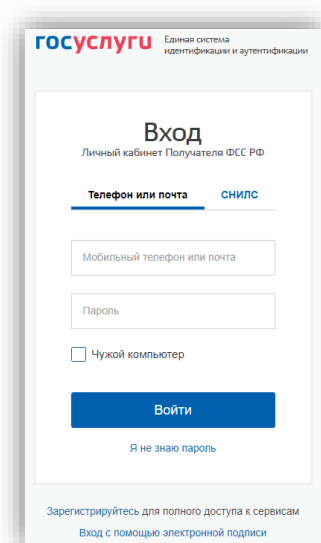 госуслуги
Единая система
идентификации и аутентификации
Вход
Личный кабинет Получателя ФСС РФ
Телефон или почта СНИЛС
Мобильный телефон или почта
Пароль
Чужой компьютер
Войти
Я не знаю пароль
Зарегистрируйтесь для полного доступа к сервисам
Вход с помощью электронной подписи